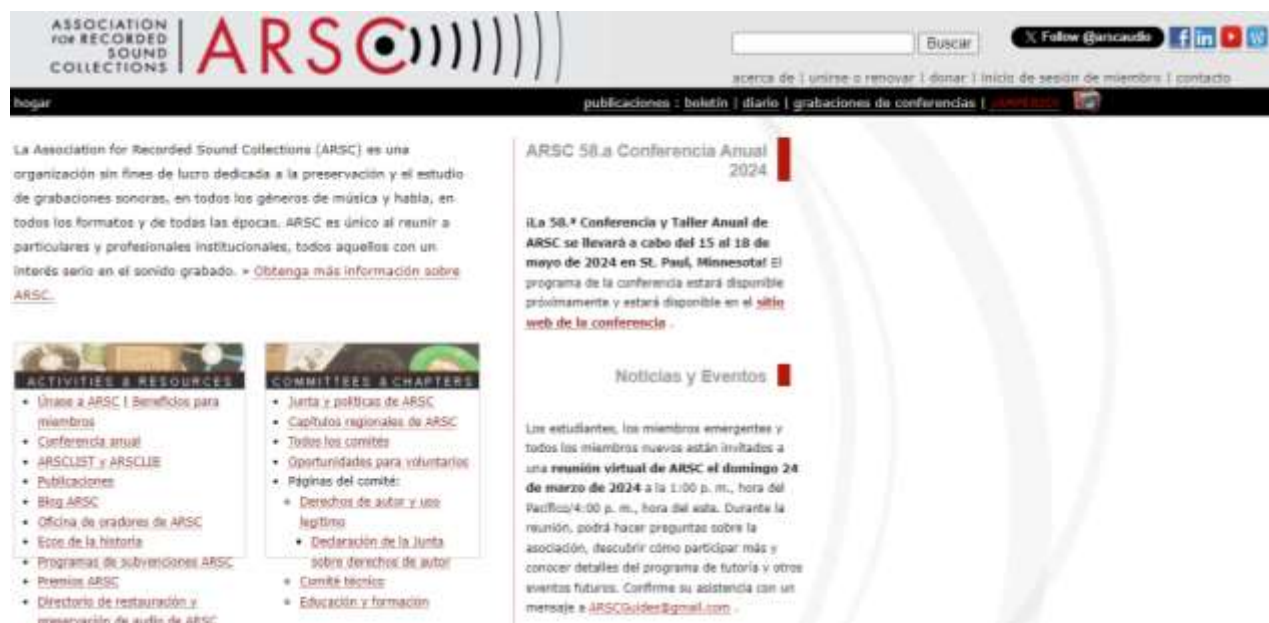 ASSOCIATION
FOR RECORDED
SOUND
COLLECTIONS
ARSC
Buscar
Follow @arscaudio
acerca de | unirse o renovar | donar | inicio de sesión de miembro | contacto
hogar
publicaciones : boletín | diario | grabaciones de conferencias |
La Association for Recorded Sound Collections (ARSC) es una
organización sin fines de lucro dedicada a la preservación y el estudio
de grabaciones sonoras, en todos los géneros de música y habla, en
todos los formatos y de todas las épocas. ARSC es único al reunir a
particulares y profesionales institucionales, todos aquellos con un
interés serio en el sonido grabado. » Obtenga más información sobre
ARSC.
ACTIVITIES & RESOURCES
• Únase a ARSC | Beneficios para
miembros
• Conferencia anual
• ARSCLIST y ARSCLIB
• Publicaciones
• Blog ARSC
• Oficina de oradores de ARSC
• Ecos de la historia
• Programas de subvenciones ARSC
• Premios ARSC
• Directorio de restauración y
preservación de audio de ARSC
COMMITTEES & CHAPTERS
• Junta y políticas de ARSC
• Capítulos regionales de ARSC
• Todos los comités
• Oportunidades para voluntarios
• Páginas del comité:
Derechos de autor y uso
legítimo
Declaración de la Junta
sobre derechos de autor
Comité técnico
Educación y formación
ARSC 58.a Conferencia Anual
2024
¡La 58.ª Conferencia y Taller Anual de
ARSC se llevará a cabo del 15 al 18 de
mayo de 2024 en St. Paul, Minnesota! El
programa de la conferencia estará disponible
próximamente y estará disponible en el sitio
web de la conferencia .
Noticias y Eventos
Los estudiantes, los miembros emergentes y
todos los miembros nuevos están invitados a
una reunión virtual de ARSC el domingo 24
de marzo de 2024 a la 1:00 p. m., hora del
Pacífico/4:00 p. m., hora del este. Durante la
reunión, podrá hacer preguntas sobre la
asociación, descubrir cómo participar más y
conocer detalles del programa de tutoría y otros
eventos futuros. Confirme su asistencia con un
mensaje a ARSCGuides@gmail.com .